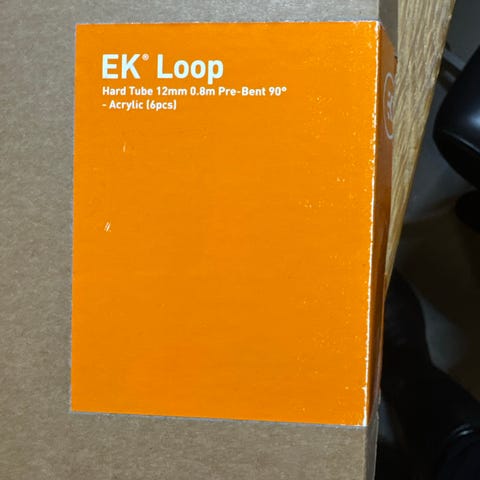 EK® Loop
Hard Tube 12mm 0.8m Pre-Bent 90°
- Acrylic (6pcs)